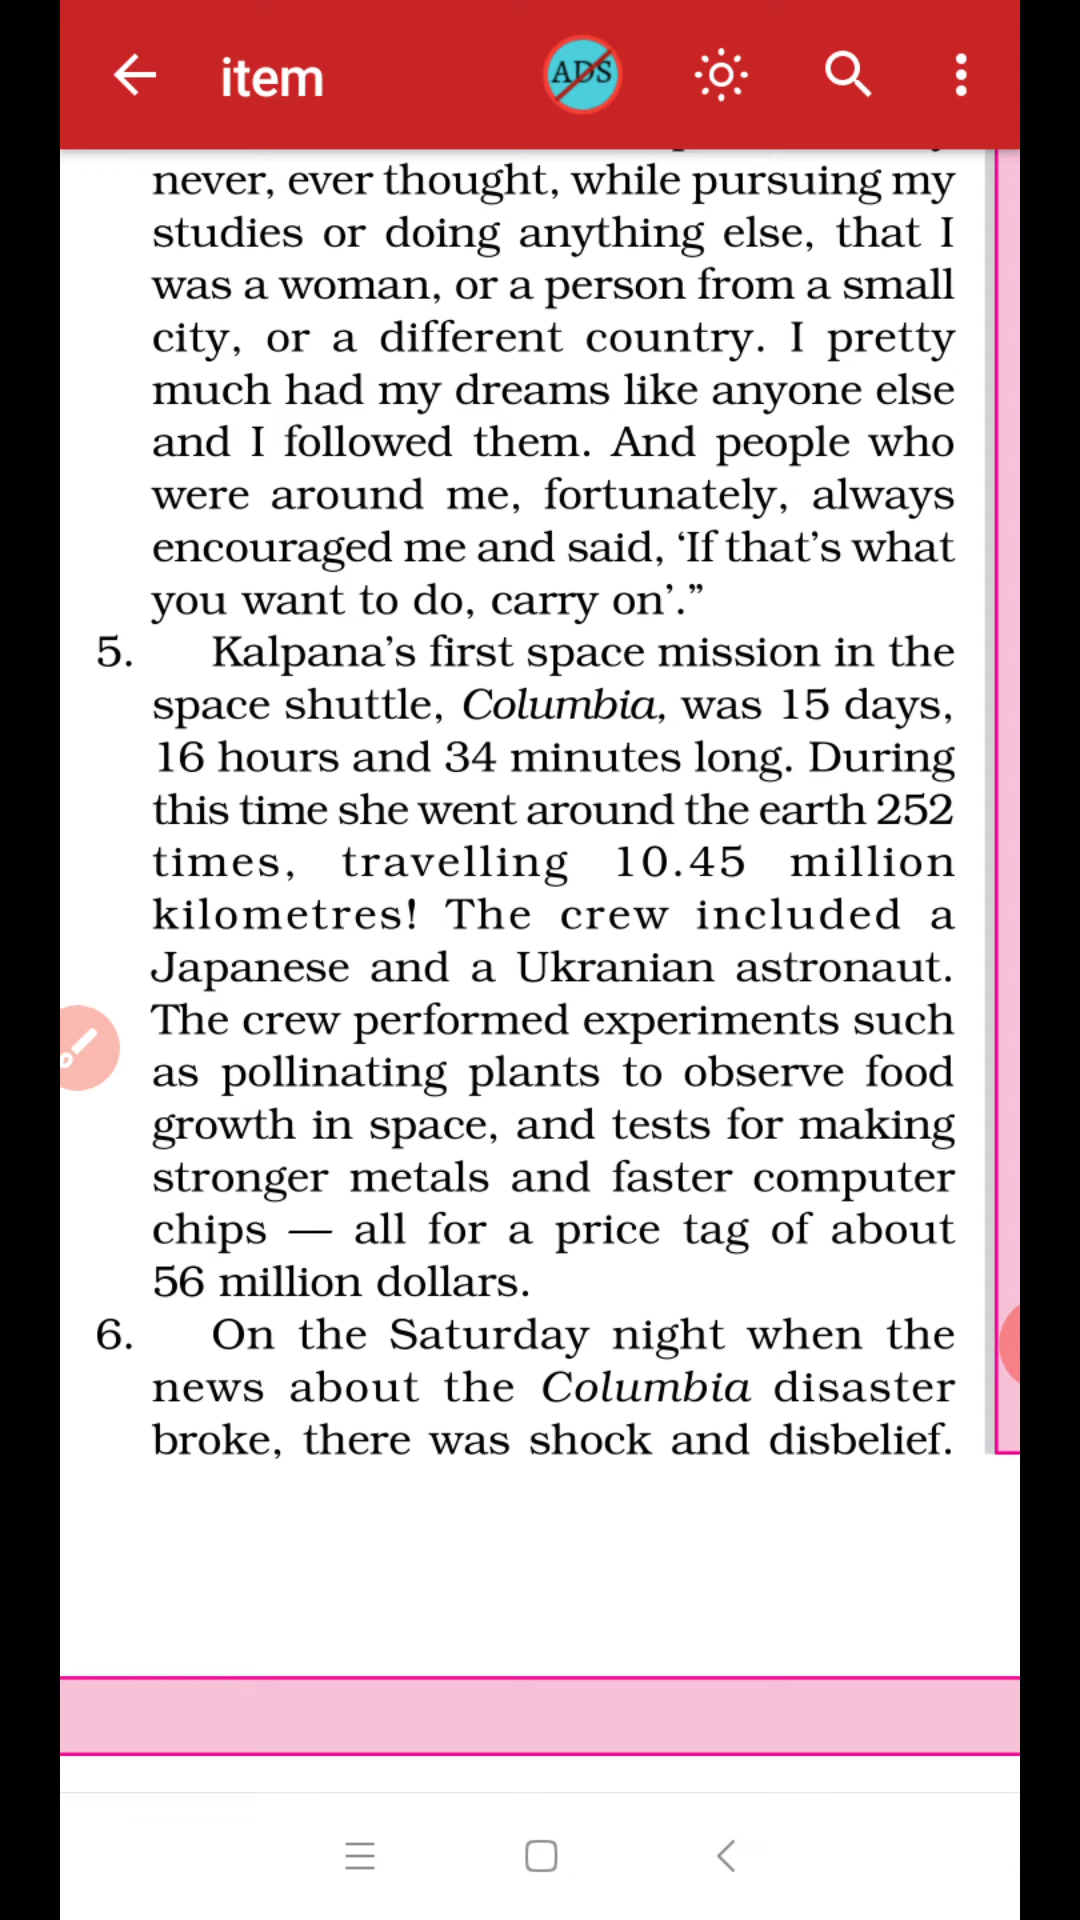 item
ADS
never, ever thought, while pursuing my
studies or doing anything else, that I
was a woman, or a person from a small
city, or a different country. I pretty
much had my dreams like anyone else
and I followed them. And people who
were around me, fortunately, always
encouraged me and said, ‘If that’s what
you want to do, carry on’.”
5. Kalpana’s first space mission in the
space shuttle, Columbia, was 15 days,
16 hours and 34 minutes long. During
this time she went around the earth 252
times, travelling 10.45 million
kilometres! The crew included a
Japanese and a Ukranian astronaut.
The crew performed experiments such
as pollinating plants to observe food
growth in space, and tests for making
stronger metals and faster computer
chips — all for a price tag of about
56 million dollars.
6. On the Saturday night when the
news about the Columbia disaster
broke, there was shock and disbelief.